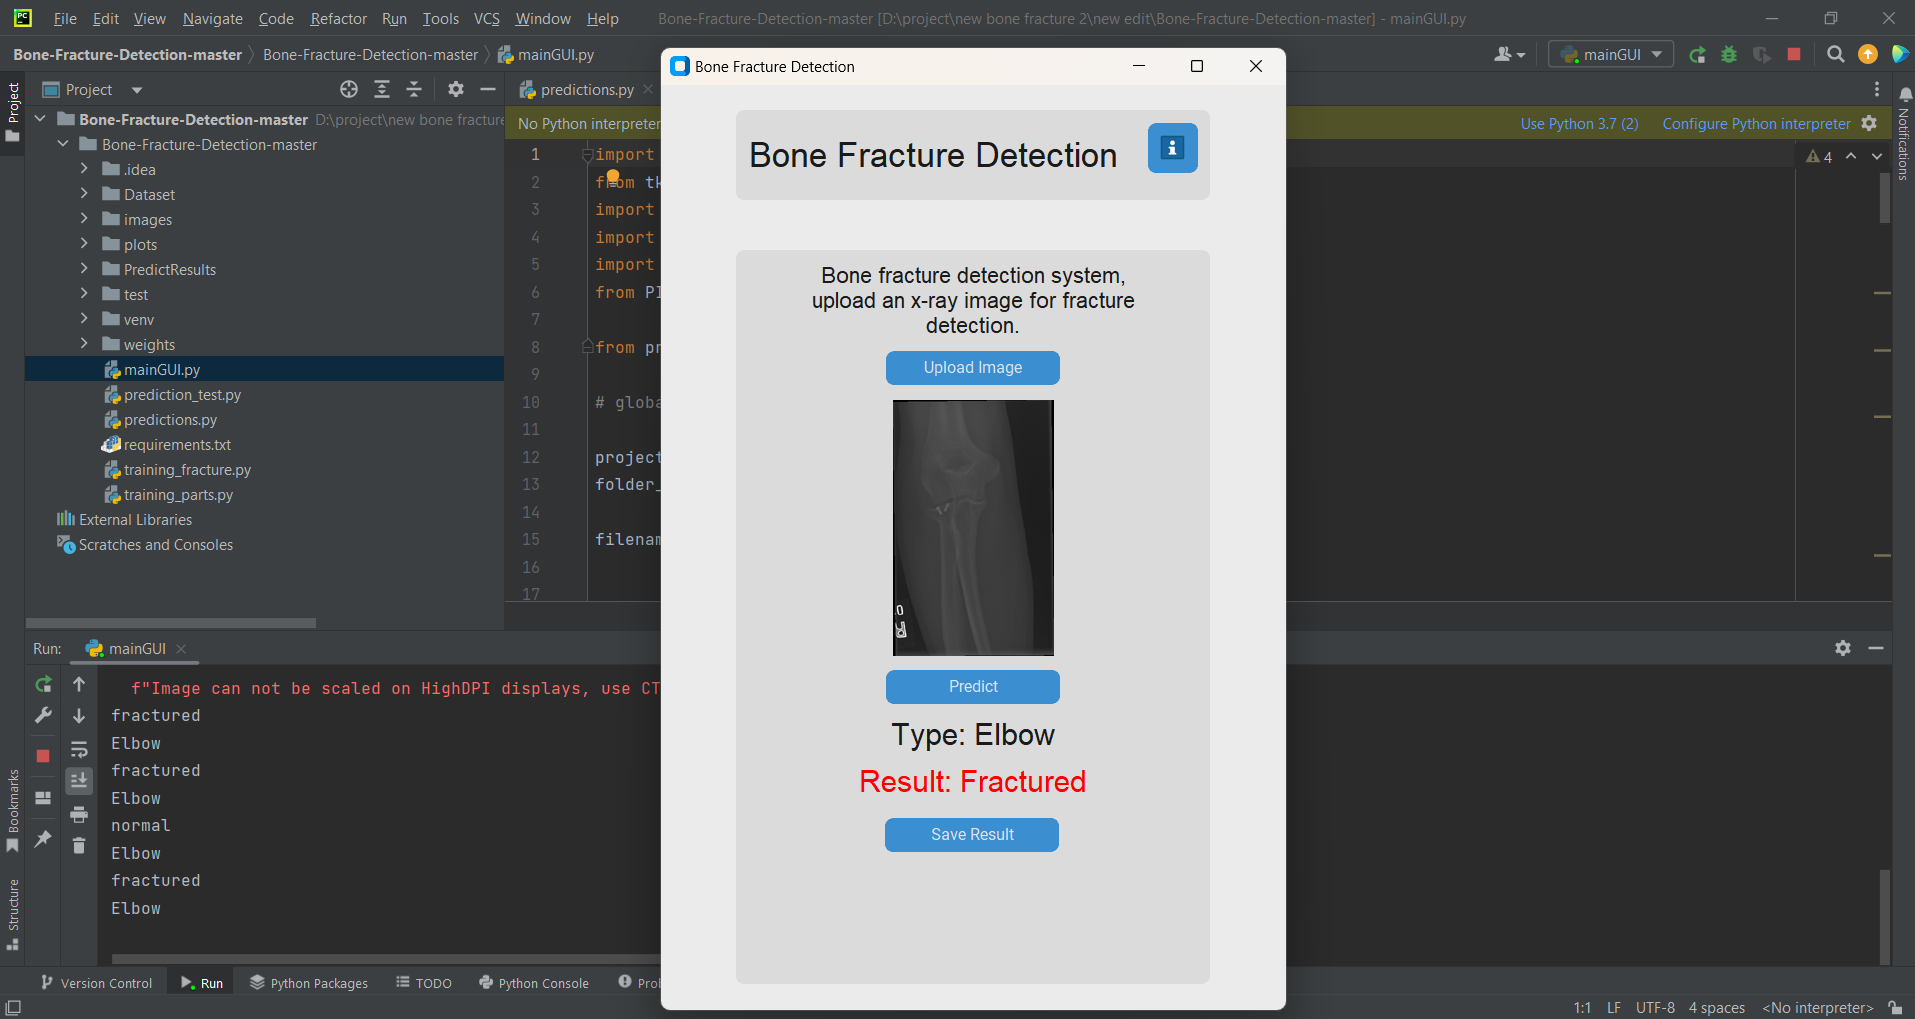 PC File Edit View Navigate Code Refactor Run Tools VCS Window Help Bone-Fracture-Detection-master [D:\project\new bone fracture 2\new edit\Bone-Fracture-Detection-master] - mainGUI.py
Bone-Fracture-Detection-master Bone-Fracture-Detection-master mainGUI.py
mainGUI
Project
Project
predictions.py
Bone-Fracture-Detection-master D:\project\new bone fracture
Bone-Fracture-Detection-master
.idea
Dataset
images
plots
PredictResults
test
venv
weights
mainGUI.py
prediction_test.py
predictions.py
requirements.txt
training_fracture.py
training_parts.py
External Libraries
Scratches and Consoles
No Python interpreter
Use Python 3.7 (2) Configure Python interpreter
Notifications
4
1 import
2 from tk
3 import
4 import
5 import
6 from PI
7
8 from pr
9
10 # globa
11
12 project
13 folder_
14
15 filenam
16
17
Bone Fracture Detection
Bone Fracture Detection
Bone fracture detection system,
upload an x-ray image for fracture
detection.
Upload Image
Predict
Type: Elbow
Result: Fractured
Save Result
Run: mainGUI
f"Image can not be scaled on HighDPI displays, use CT
fractured
Elbow
fractured
Elbow
normal
Elbow
fractured
Elbow
Bookmarks
Structure
Version Control Run Python Packages TODO Python Console Pro
1:1 LF UTF-8 4 spaces <No interpreter>